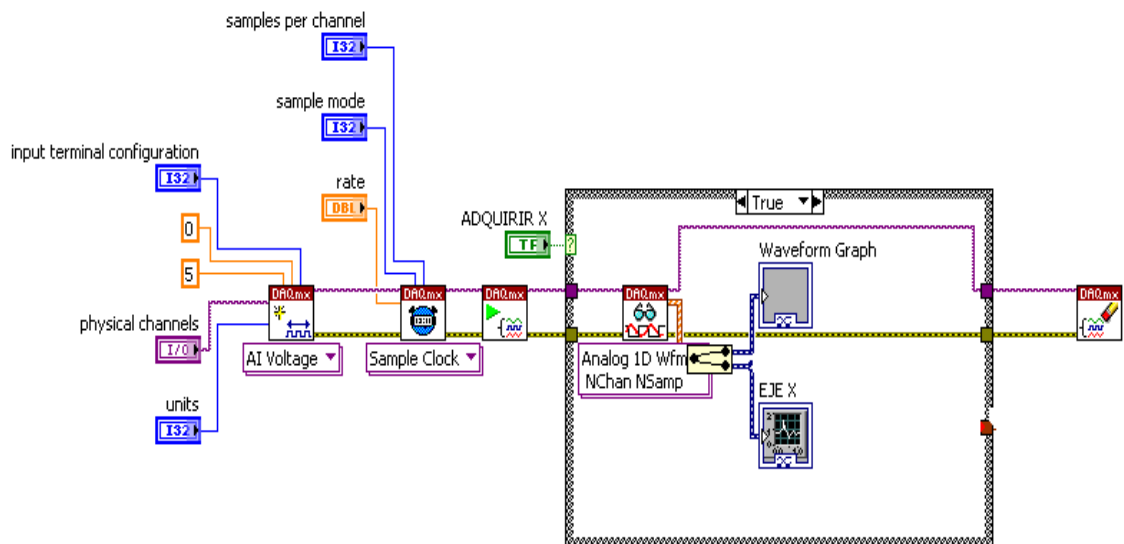 samples per channel
I32
sample mode
I32
input terminal configuration
I32
rate
DBL
0
5
ADQUIRIR X
TF
?
True
Waveform Graph
DAQmx
DAQmx
DAQmx
DAQmx
DAQmx
physical channels
I/O
AI Voltage
Sample Clock
Analog 1D Wfm
NChan NSamp
units
I32
EJE X